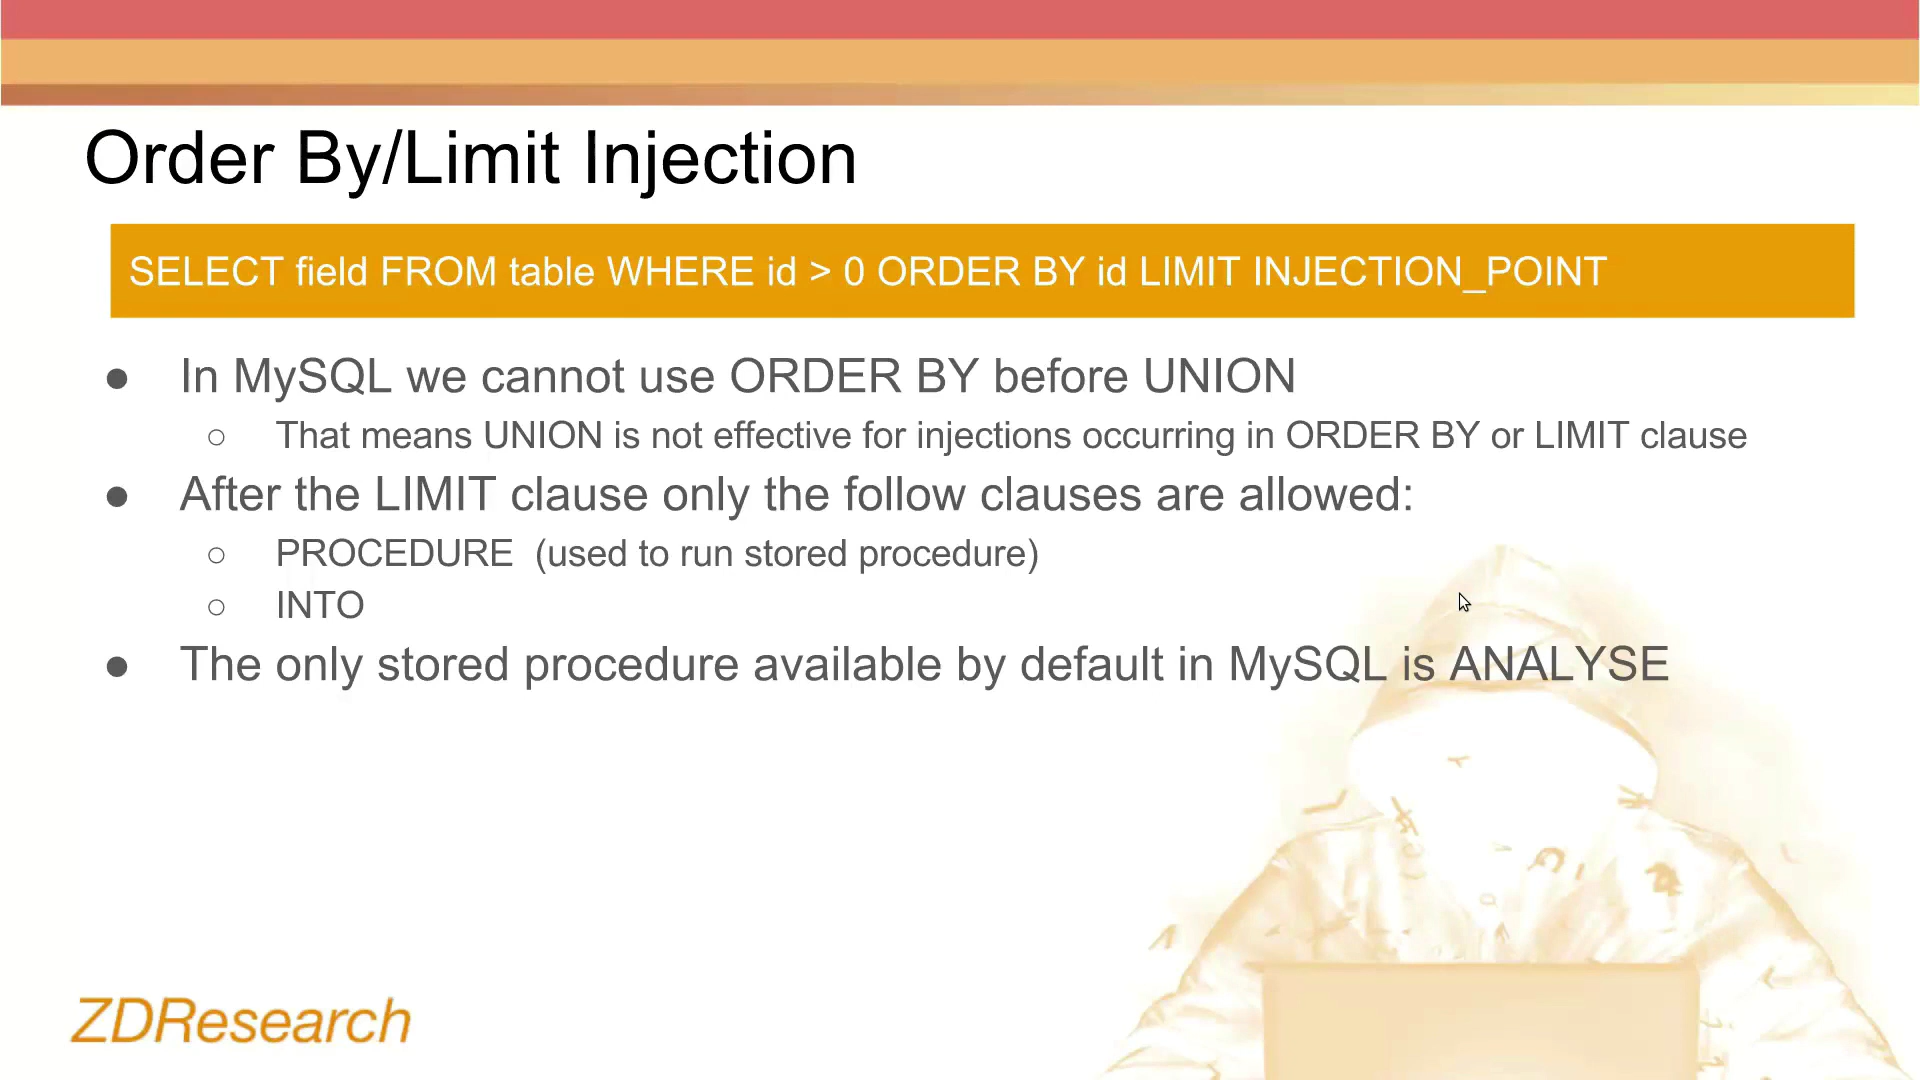 Order By/Limit Injection
SELECT field FROM table WHERE id > 0 ORDER BY id LIMIT INJECTION_POINT
● In MySQL we cannot use ORDER BY before UNION
○ That means UNION is not effective for injections occurring in ORDER BY or LIMIT clause
● After the LIMIT clause only the follow clauses are allowed:
○ PROCEDURE (used to run stored procedure)
○ INTO
● The only stored procedure available by default in MySQL is ANALYSE
ZDResearch